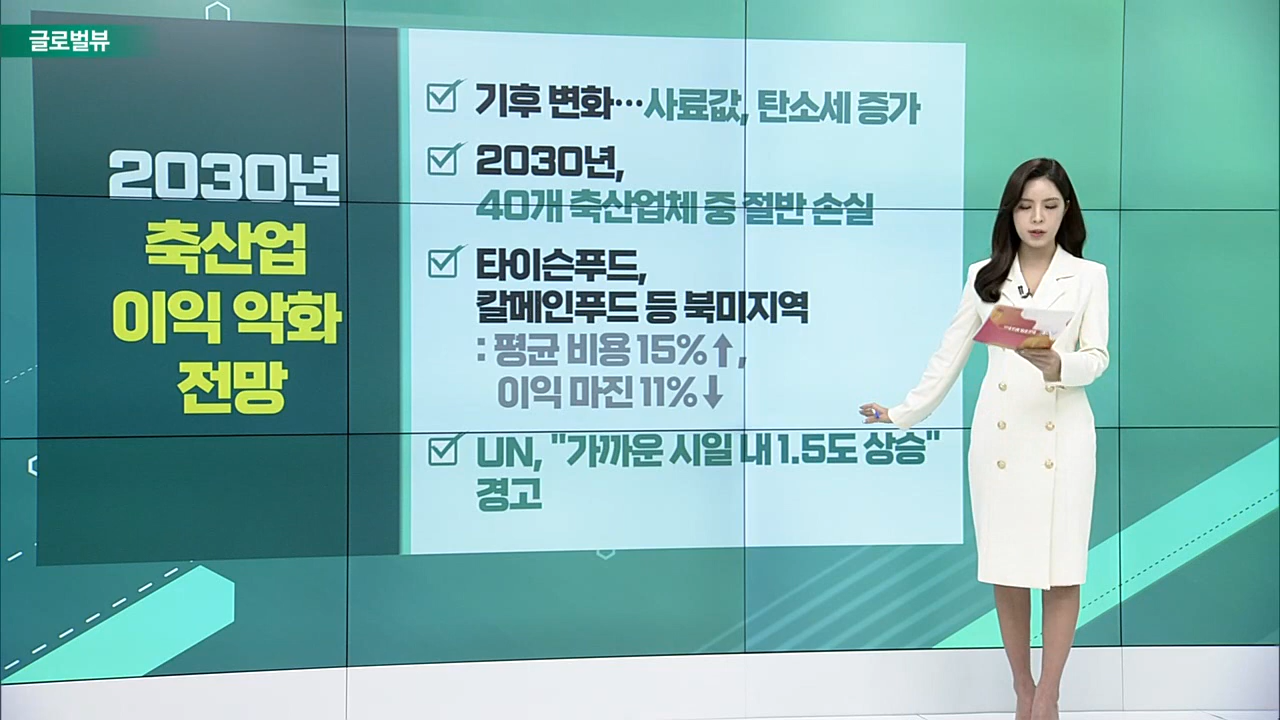 글로벌뷰
2030년
축산업
이익 악화
전망
기후 변화…사료값, 탄소세 증가
2030년,
40개 축산업체 중 절반 손실
타이슨푸드,
칼메인푸드 등 북미지역
: 평균 비용 15%↑,
이익 마진 11%↓
UN, "가까운 시일 내 1.5도 상승"
경고